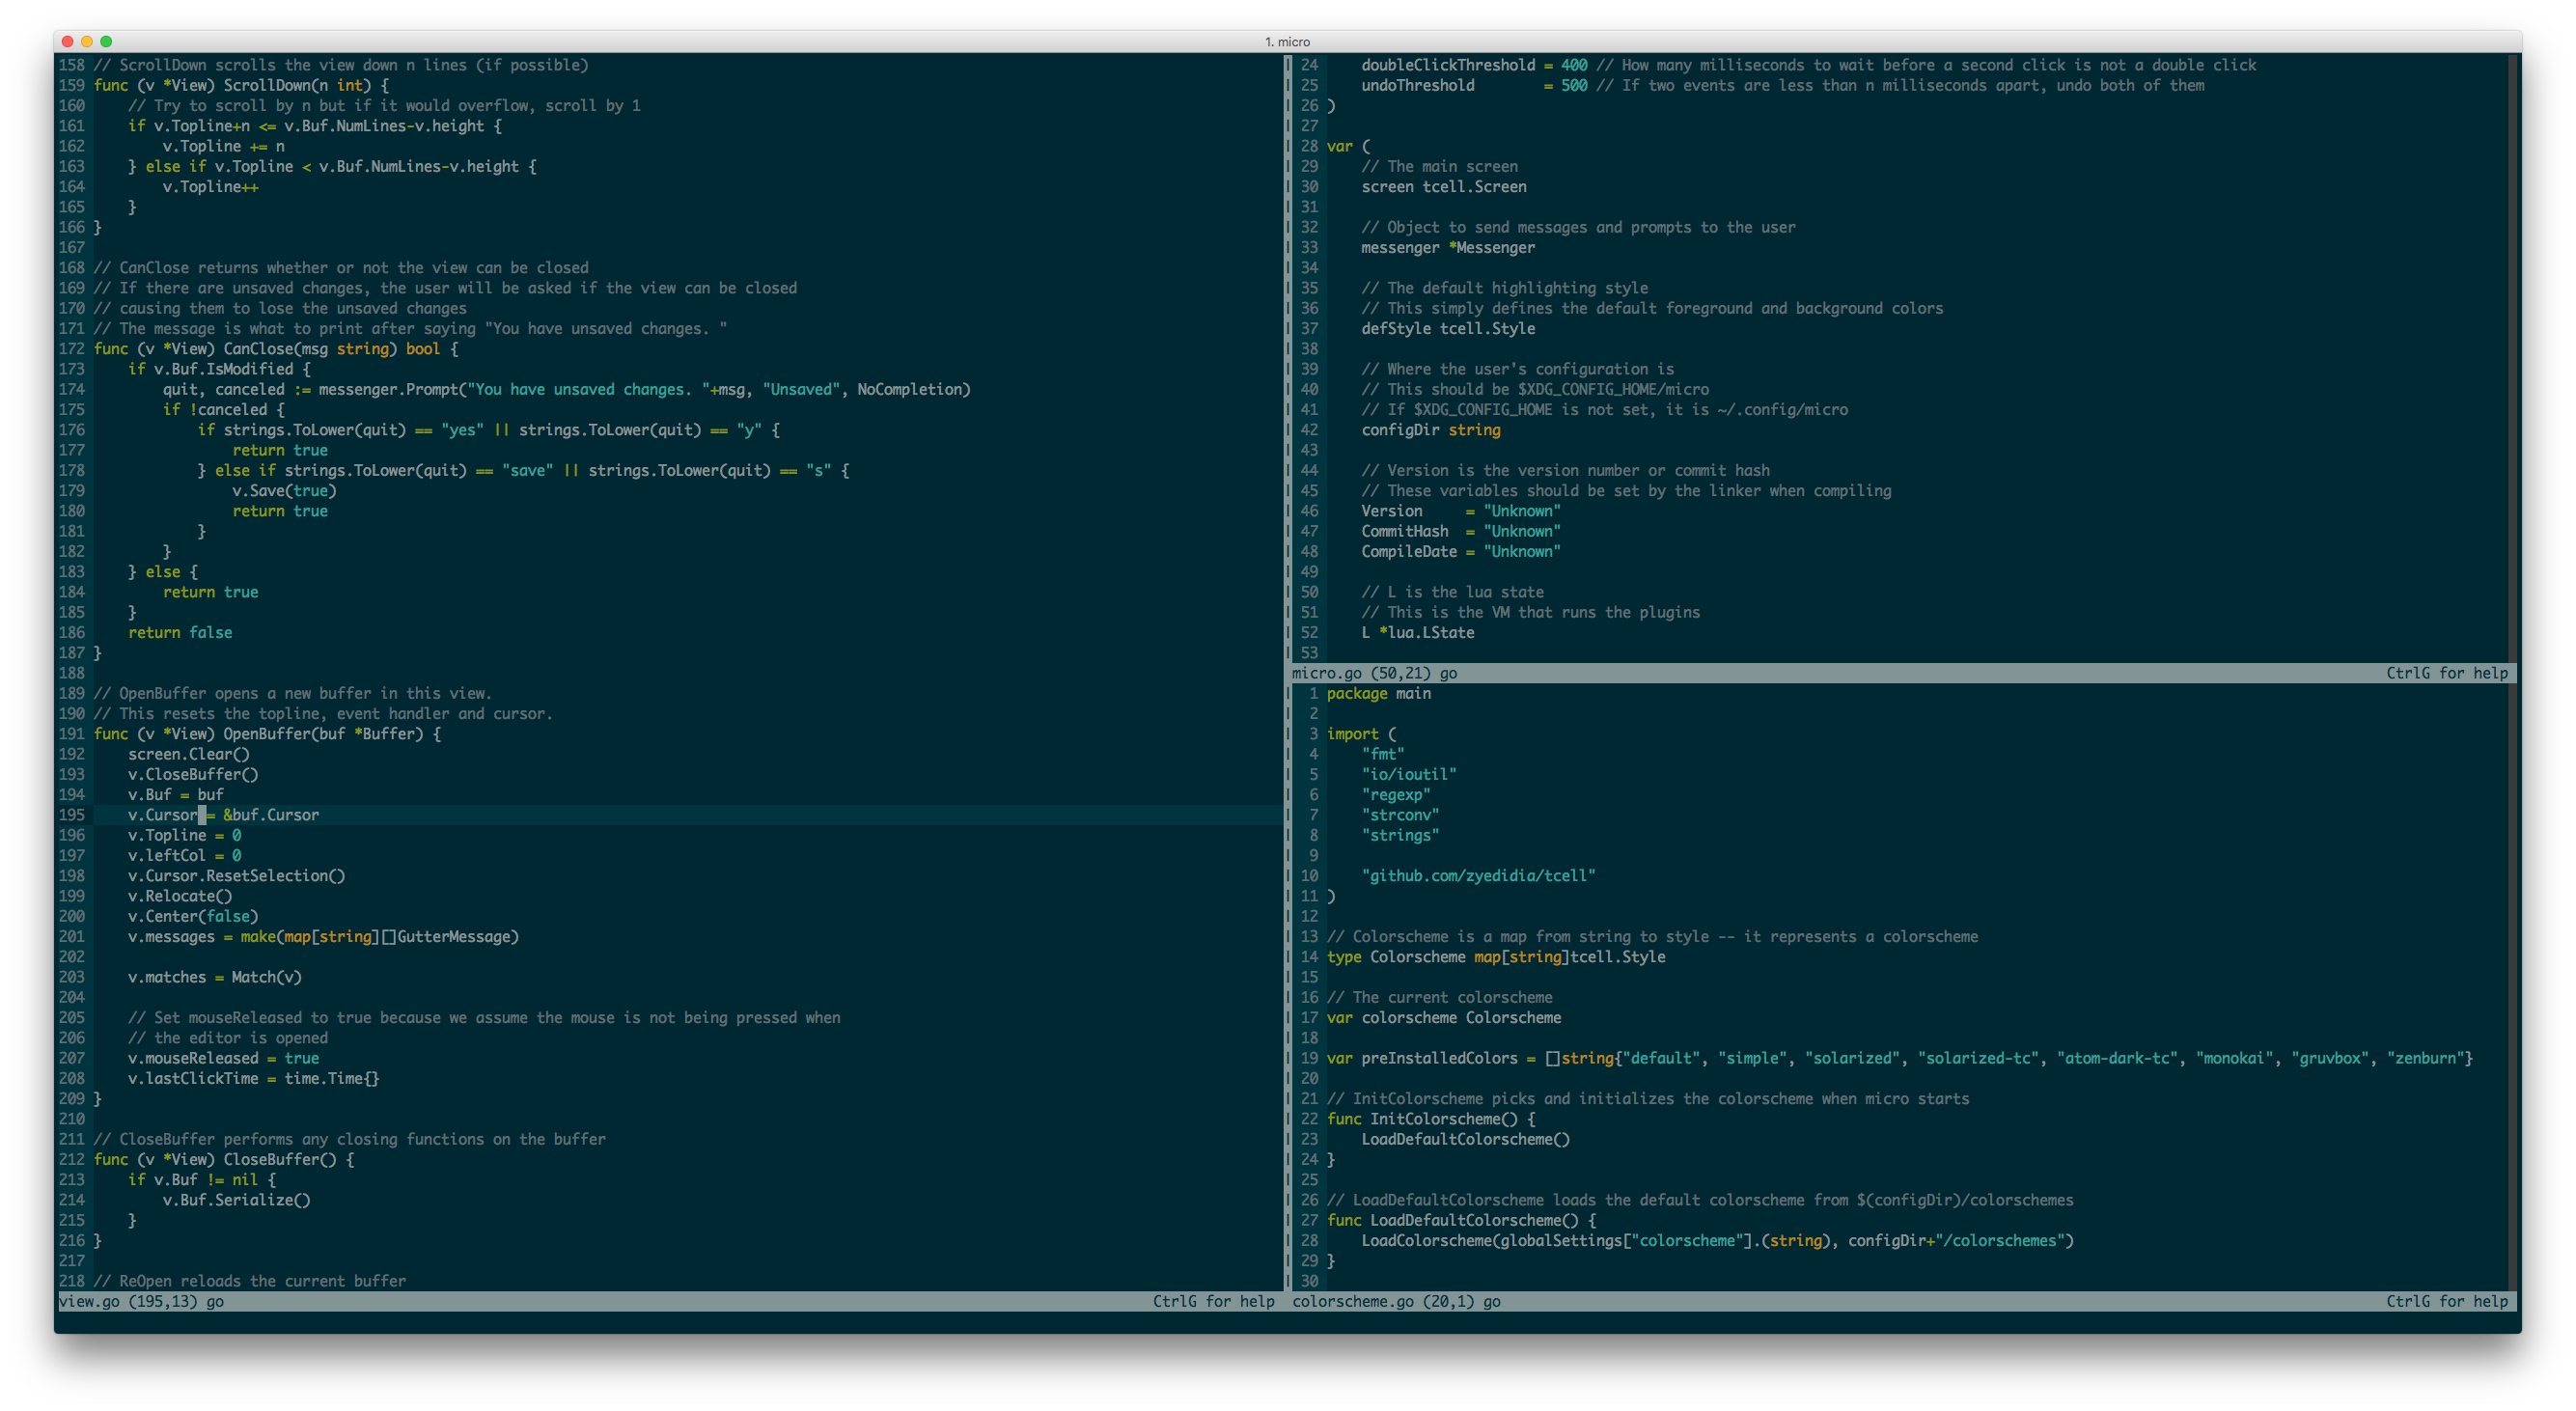 1. micro
158 // ScrollDown scrolls the view down n lines (if possible)
159 func (v *View) ScrollDown(n int) {
160     // Try to scroll by n but if it would overflow, scroll by 1
161     if v.Topline+n <= v.Buf.NumLines-v.height {
162         v.Topline += n
163     } else if v.Topline < v.Buf.NumLines-v.height {
164         v.Topline++
165     }
166 }
167
168 // CanClose returns whether or not the view can be closed
169 // If there are unsaved changes, the user will be asked if the view can be closed
170 // causing them to lose the unsaved changes
171 // The message is what to print after saying "You have unsaved changes. "
172 func (v *View) CanClose(msg string) bool {
173     if v.Buf.IsModified {
174         quit, canceled := messenger.Prompt("You have unsaved changes. "+msg, "Unsaved", NoCompletion)
175         if !canceled {
176             if strings.ToLower(quit) == "yes" || strings.ToLower(quit) == "y" {
177                 return true
178             } else if strings.ToLower(quit) == "save" || strings.ToLower(quit) == "s" {
179                 v.Save(true)
180                 return true
181             }
182         }
183     } else {
184         return true
185     }
186     return false
187 }
188
189 // OpenBuffer opens a new buffer in this view.
190 // This resets the topline, event handler and cursor.
191 func (v *View) OpenBuffer(buf *Buffer) {
192     screen.Clear()
193     v.CloseBuffer()
194     v.Buf = buf
195     v.Cursor = &buf.Cursor
196     v.Topline = 0
197     v.leftCol = 0
198     v.Cursor.ResetSelection()
199     v.Relocate()
200     v.Center(false)
201     v.messages = make(map[string][]GutterMessage)
202
203     v.matches = Match(v)
204
205     // Set mouseReleased to true because we assume the mouse is not being pressed when
206     // the editor is opened
207     v.mouseReleased = true
208     v.lastClickTime = time.Time{}
209 }
210
211 // CloseBuffer performs any closing functions on the buffer
212 func (v *View) CloseBuffer() {
213     if v.Buf != nil {
214         v.Buf.Serialize()
215     }
216 }
217
218 // ReOpen reloads the current buffer
view.go (195,13) go CtrlG for help
24     doubleClickThreshold = 400 // How many milliseconds to wait before a second click is not a double click
25     undoThreshold        = 500 // If two events are less than n milliseconds apart, undo both of them
26 )
27
28 var (
29     // The main screen
30     screen tcell.Screen
31
32     // Object to send messages and prompts to the user
33     messenger *Messenger
34
35     // The default highlighting style
36     // This simply defines the default foreground and background colors
37     defStyle tcell.Style
38
39     // Where the user's configuration is
40     // This should be $XDG_CONFIG_HOME/micro
41     // If $XDG_CONFIG_HOME is not set, it is ~/.config/micro
42     configDir string
43
44     // Version is the version number or commit hash
45     // These variables should be set by the linker when compiling
46     Version     = "Unknown"
47     CommitHash  = "Unknown"
48     CompileDate = "Unknown"
49
50     // L is the lua state
51     // This is the VM that runs the plugins
52     L *lua.LState
53
micro.go (50,21) go CtrlG for help
1 package main
2
3 import (
4     "fmt"
5     "io/ioutil"
6     "regexp"
7     "strconv"
8     "strings"
9
10     "github.com/zyedidia/tcell"
11 )
12
13 // Colorscheme is a map from string to style -- it represents a colorscheme
14 type Colorscheme map[string]tcell.Style
15
16 // The current colorscheme
17 var colorscheme Colorscheme
18
19 var preInstalledColors = []string{"default", "simple", "solarized", "solarized-tc", "atom-dark-tc", "monokai", "gruvbox", "zenburn"}
20
21 // InitColorscheme picks and initializes the colorscheme when micro starts
22 func InitColorscheme() {
23     LoadDefaultColorscheme()
24 }
25
26 // LoadDefaultColorscheme loads the default colorscheme from $(configDir)/colorschemes
27 func LoadDefaultColorscheme() {
28     LoadColorscheme(globalSettings["colorscheme"].(string), configDir+"/colorschemes")
29 }
30
colorscheme.go (20,1) go CtrlG for help